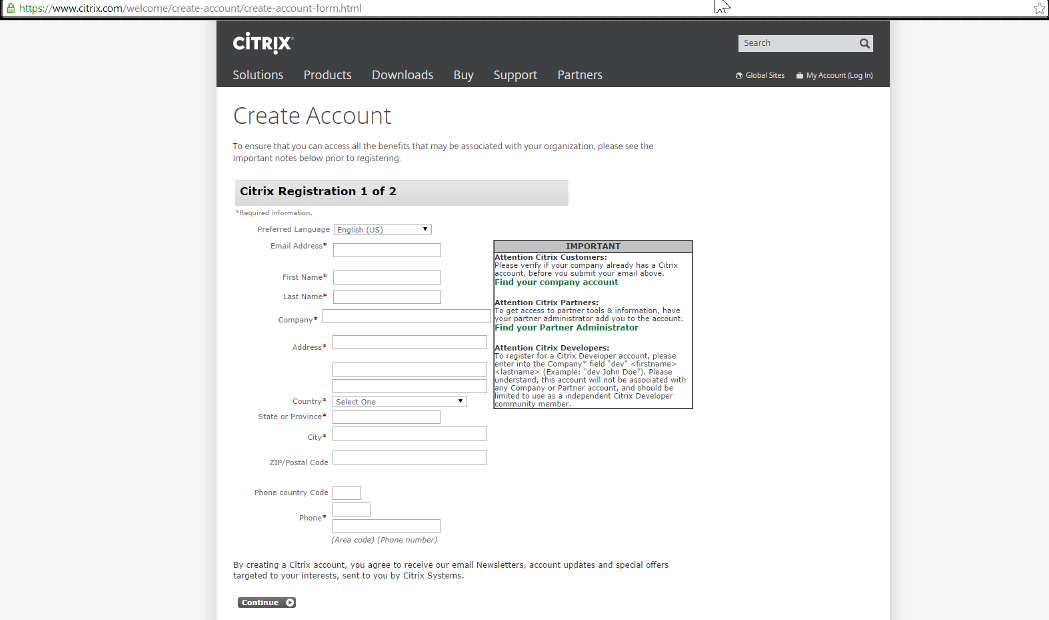 https://www.citrix.com/welcome/create-account/create-account-form.html
CITRIX
Search
Solutions Products Downloads Buy Support Partners
Global Sites My Account (Log In)
Create Account
To ensure that you can access all the benefits that may be associated with your organization, please see the
Important notes below prior to registering.
Citrix Registration 1 of 2
*Required information.
Preferred Language English (US)
Email Address*
First Name*
Last Name*
Company*
Address*
Country* Select One
State or Province*
City*
ZIP/Postal Code
Phone country Code
Phone*
(Area code) (Phone number)
IMPORTANT
Attention Citrix Customers:
Please verify if your company already has a Citrix
account, before you submit your email above.
Find your company account
Attention Citrix Partners:
To get access to partner tools & information, have
your partner administrator add you to the account.
Find your Partner Administrator
Attention Citrix Developers:
To register for a Citrix Developer account, please
enter into the Company* field "dev" <firstname>
<lastname> (Example: "dev John Doe"). Please
understand, this account will not be associated with
any Company or Partner account, and should be
limited to use as a independent Citrix Developer
community member.
By creating a Citrix account, you agree to receive our email Newsletters, account updates and special offers
targeted to your interests, sent to you by Citrix Systems.
Continue